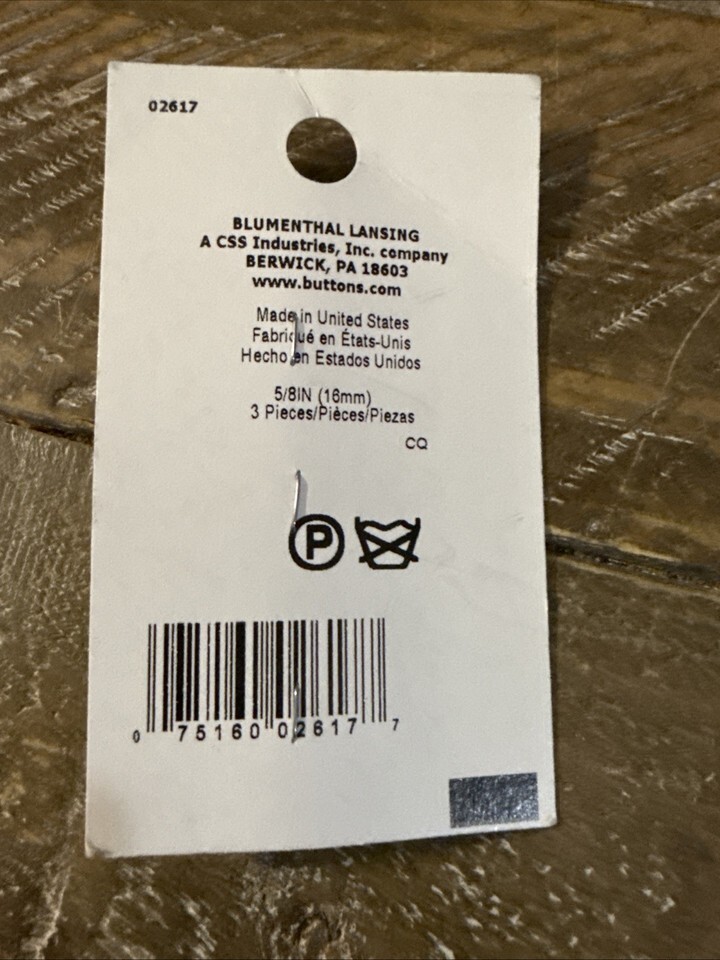 02617
BLUMENTHAL LANSING
A CSS Industries, Inc. company
BERWICK, PA 18603
www.buttons.com
Made in United States
Fabriqué en États-Unis
Hecho en Estados Unidos
5/8IN (16mm)
3 Pieces/Pièces/Piezas
CQ
P
0 75160 02617 7